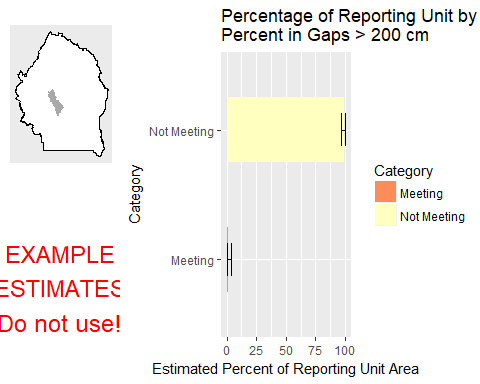 Percentage of Reporting Unit by
Percent in Gaps > 200 cm
Not Meeting
Meeting
Category
0 25 50 75 100
Estimated Percent of Reporting Unit Area
Category
Meeting
Not Meeting
EXAMPLE
ESTIMATES
Do not use!